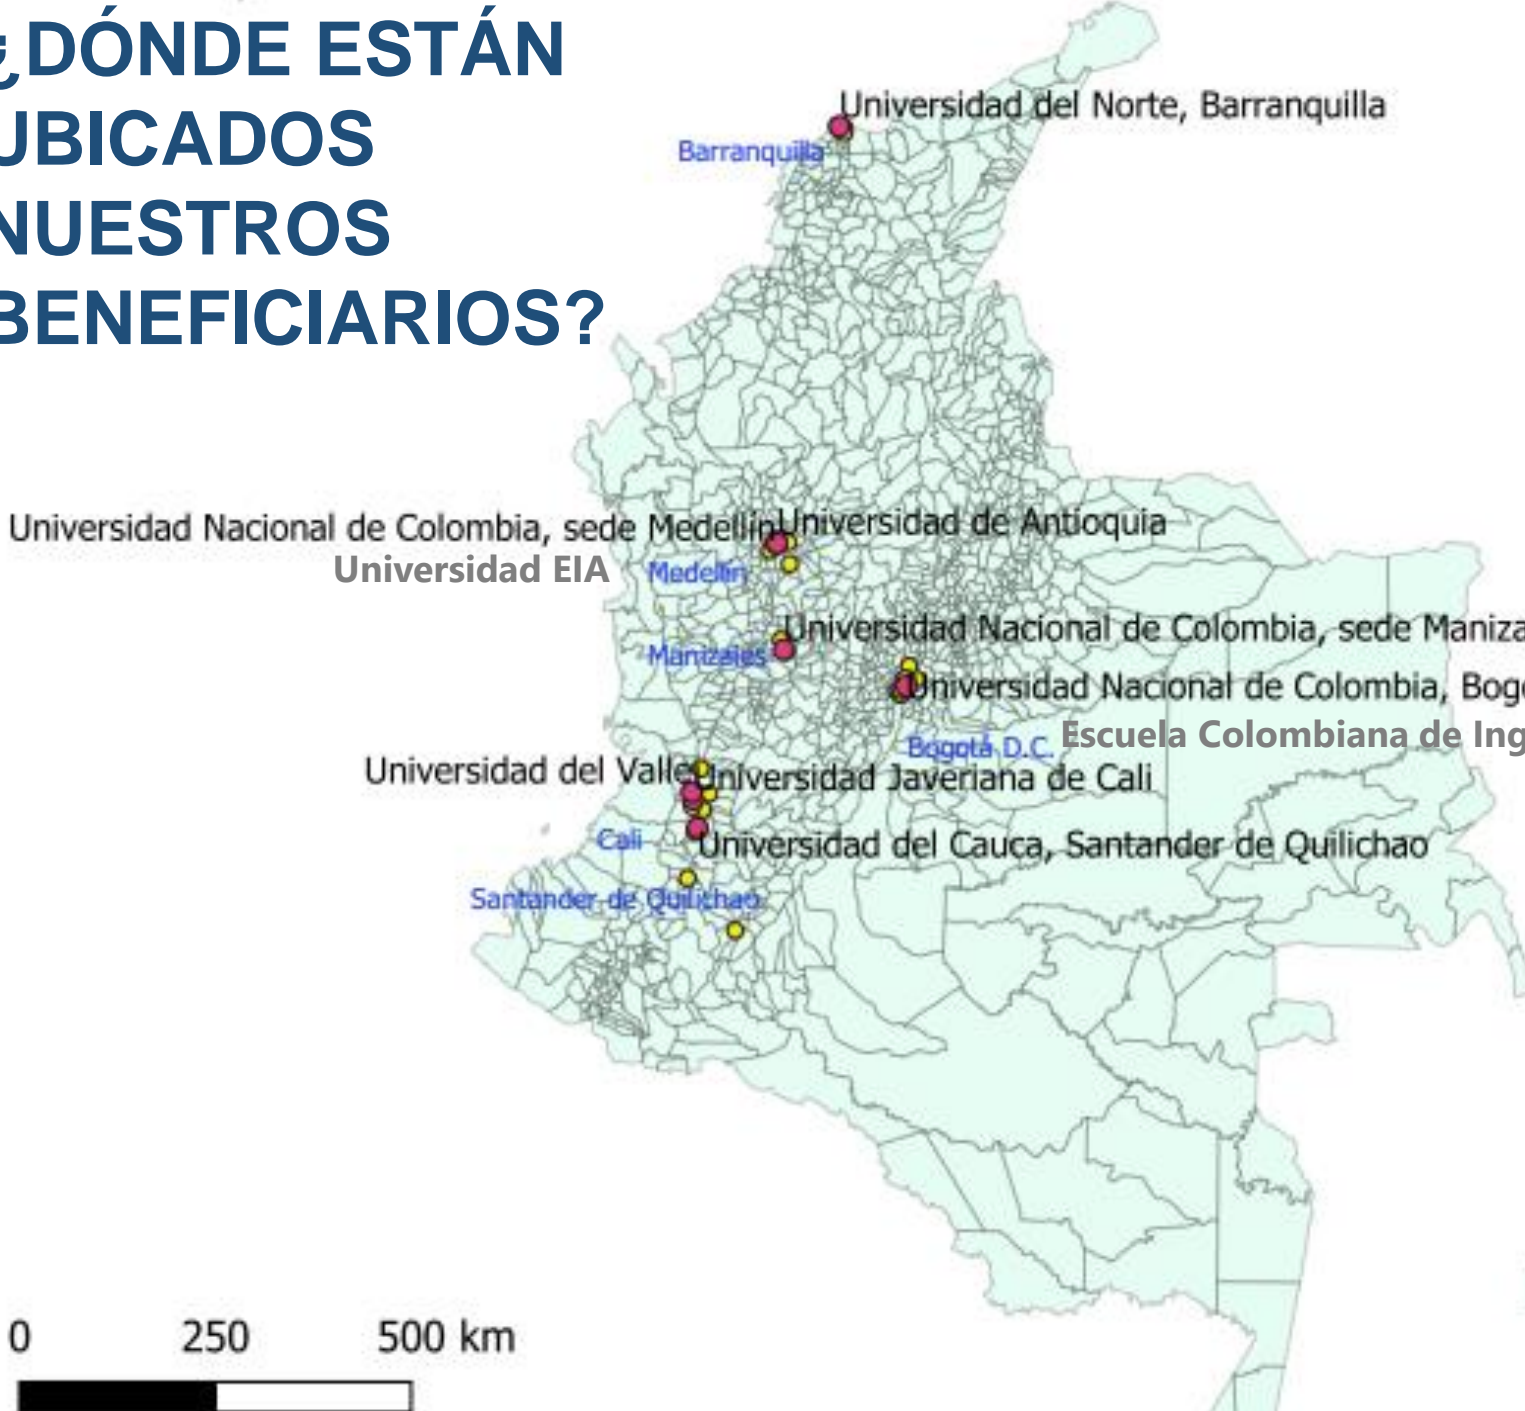 ¿DÓNDE ESTÁN
UBICADOS
NUESTROS
BENEFICIARIOS?
Universidad del Norte, Barranquilla
Barranquilla
Universidad Nacional de Colombia, sede Medellín
Universidad de Antioquia
Universidad EIA
Medellín
Universidad Nacional de Colombia, sede Maniza
Manizales
Universidad Nacional de Colombia, Bog
Bogotá D.C.
Escuela Colombiana de Ing
Universidad del Valle
Universidad Javeriana de Cali
Cali
Universidad del Cauca, Santander de Quilichao
Santander de Quilichao
0 250 500 km